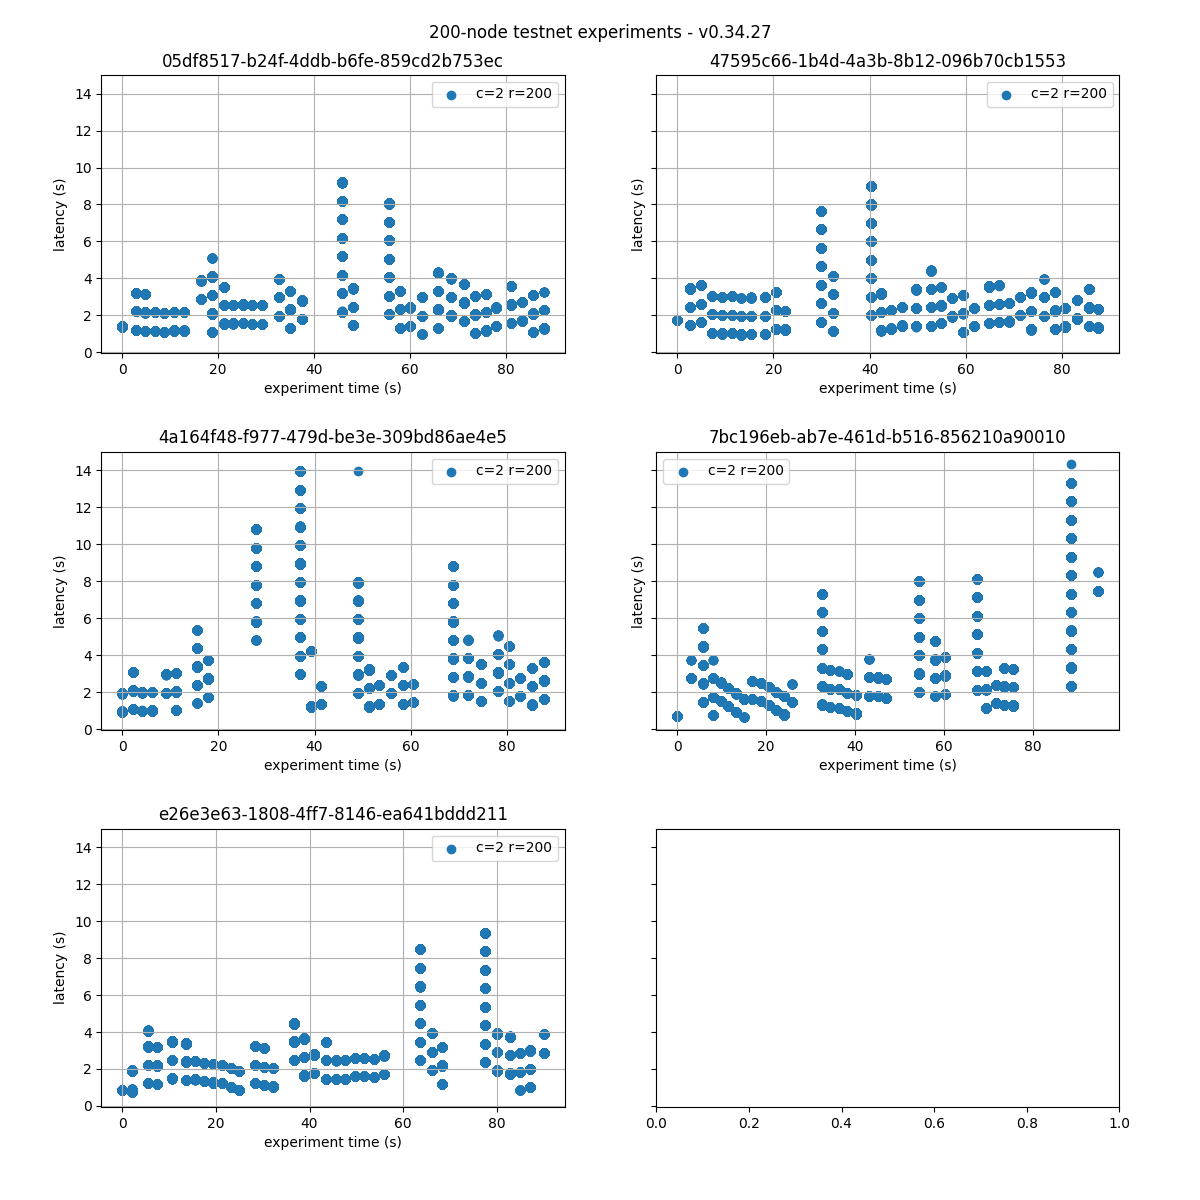 200-node testnet experiments - v0.34.27
05df8517-b24f-4ddb-b6fe-859cd2b753ec
14
12
10
8
6
4
2
0
latency (s)
c=2 r=200
0 20 40 60 80
experiment time (s)
47595c66-1b4d-4a3b-8b12-096b70cb1553
latency (s)
c=2 r=200
0 20 40 60 80
experiment time (s)
4a164f48-f977-479d-be3e-309bd86ae4e5
14
12
10
8
6
4
2
0
latency (s)
c=2 r=200
0 20 40 60 80
experiment time (s)
7bc196eb-ab7e-461d-b516-856210a90010
latency (s)
c=2 r=200
0 20 40 60 80
experiment time (s)
e26e3e63-1808-4ff7-8146-ea641bddd211
14
12
10
8
6
4
2
0
latency (s)
c=2 r=200
0 20 40 60 80
experiment time (s)
0.0 0.2 0.4 0.6 0.8 1.0